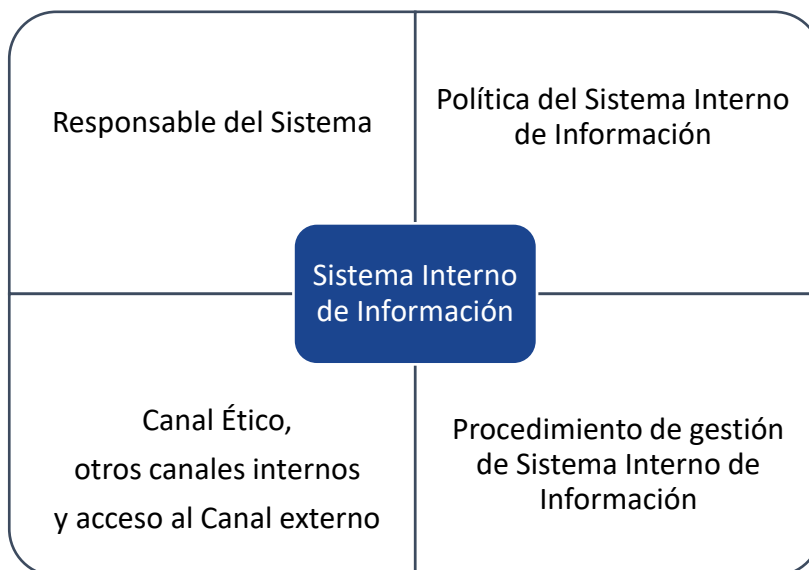 Responsable del Sistema
Política del Sistema Interno
de Información
Sistema Interno
de Información
Canal Ético,
otros canales internos
y acceso al Canal externo
Procedimiento de gestión
de Sistema Interno de
Información